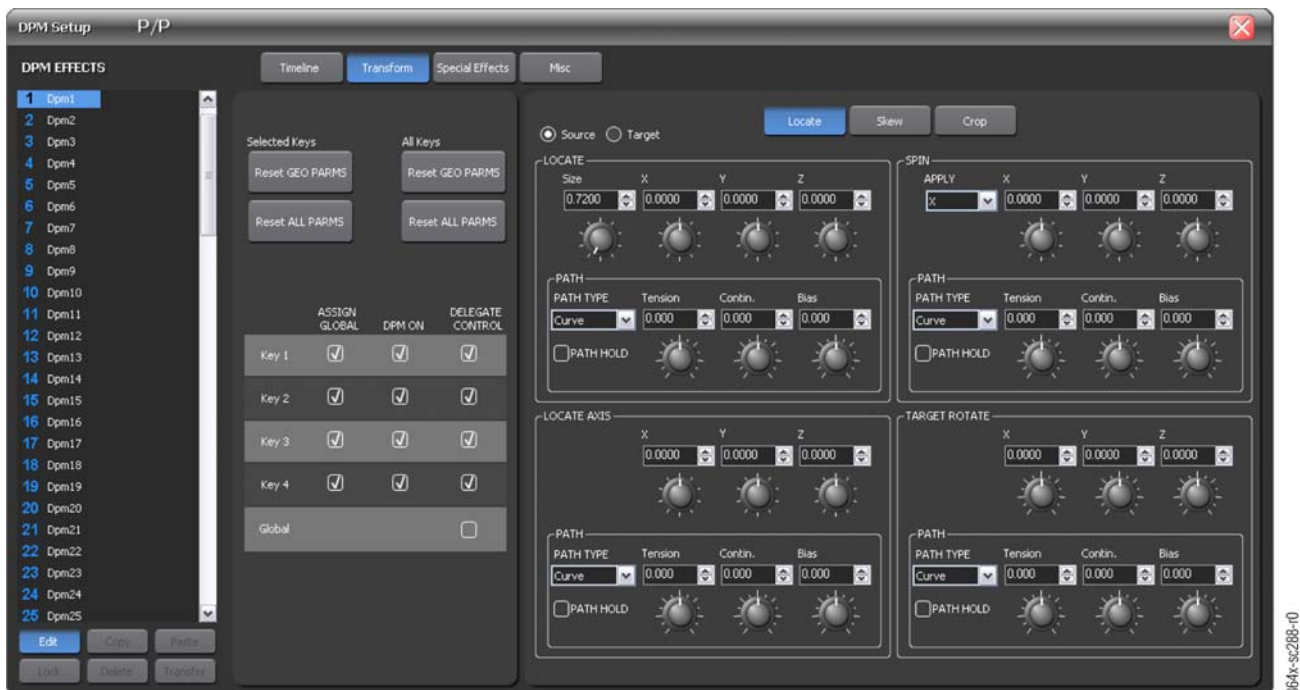 DPM Setup P/P
DPM EFFECTS
Timeline Transform Special Effects Misc
1 Dpm1
2 Dpm2
3 Dpm3
4 Dpm4
5 Dpm5
6 Dpm6
7 Dpm7
8 Dpm8
9 Dpm9
10 Dpm10
11 Dpm11
12 Dpm12
13 Dpm13
14 Dpm14
15 Dpm15
16 Dpm16
17 Dpm17
18 Dpm18
19 Dpm19
20 Dpm20
21 Dpm21
22 Dpm22
23 Dpm23
24 Dpm24
25 Dpm25
Edit Copy Paste
Lock Delete Transfer
Selected Keys All Keys
Reset GEO PARMS Reset GEO PARMS
Reset ALL PARMS Reset ALL PARMS
ASSIGN GLOBAL DPM ON DELEGATE CONTROL
Key 1
Key 2
Key 3
Key 4
Global
Source Target
Locate Skew Crop
LOCATE
Size X Y Z
0.7200 0.0000 0.0000 0.0000
PATH
PATH TYPE Tension Contin. Bias
Curve 0.000 0.000 0.000
PATH HOLD
SPIN
APPLY X Y Z
X 0.0000 0.0000 0.0000
PATH
PATH TYPE Tension Contin. Bias
Curve 0.000 0.000 0.000
PATH HOLD
LOCATE AXIS
X Y Z
0.0000 0.0000 0.0000
PATH
PATH TYPE Tension Contin. Bias
Curve 0.000 0.000 0.000
PATH HOLD
TARGET ROTATE
X Y Z
0.0000 0.0000 0.0000
PATH
PATH TYPE Tension Contin. Bias
Curve 0.000 0.000 0.000
PATH HOLD